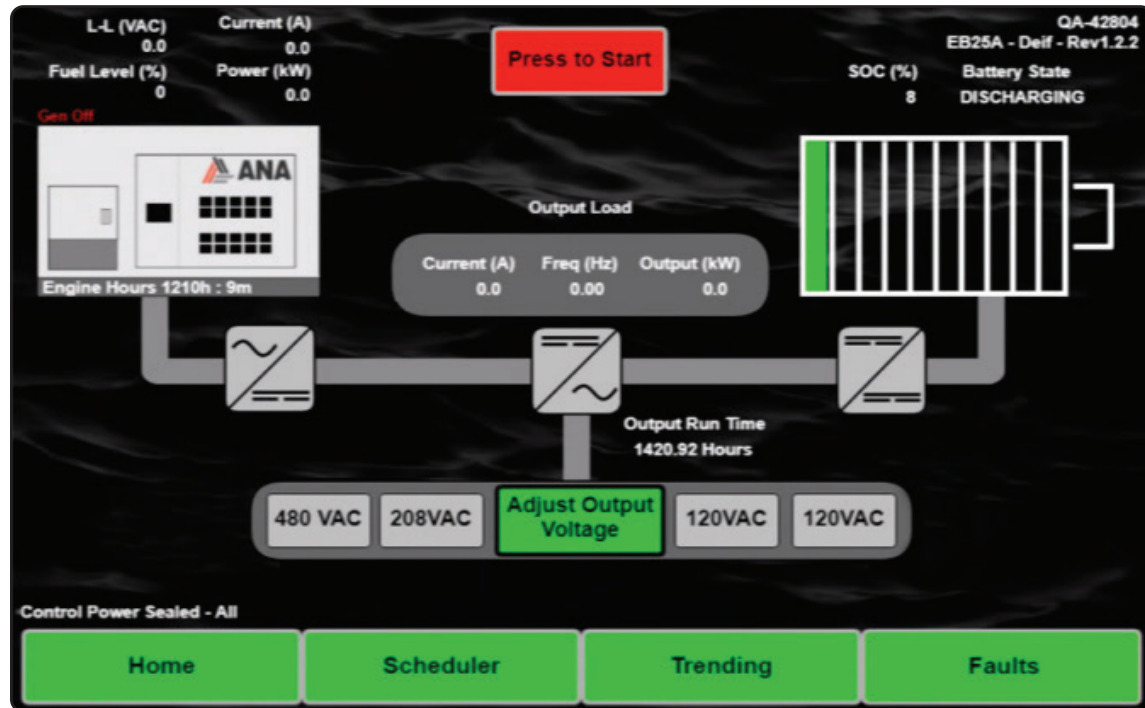 L-L (VAC) Current (A)
0.0 0.0
Fuel Level (%) Power (kW)
0 0.0
Gen Off
Press to Start
QA-42804
EB25A - Deif - Rev1.2.2
SOC (%) Battery State
8 DISCHARGING
ANA
Engine Hours 1210h : 9m
Output Load
Current (A) Freq (Hz) Output (kW)
0.0 0.00 0.0
Output Run Time
1420.92 Hours
480 VAC
208VAC
Adjust Output
Voltage
120VAC
120VAC
Control Power Sealed - All
Home
Scheduler
Trending
Faults